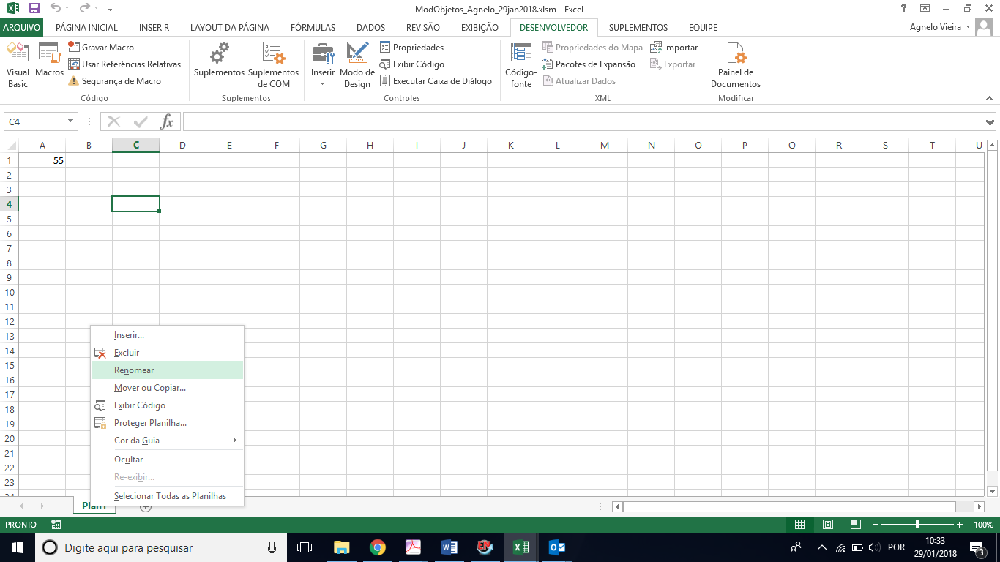 ModObjetos_Agnelo_29jan2018.xlsm - Excel
ARQUIVO PÁGINA INICIAL INSERIR LAYOUT DA PÁGINA FÓRMULAS DADOS REVISÃO EXIBIÇÃO DESENVOLVEDOR SUPLEMENTOS EQUIPE Agnelo Vieira
Visual Basic
Macros
Gravar Macro
Usar Referências Relativas
Segurança de Macro
Código
Suplementos
Suplementos de COM
Suplementos
Inserir
Modo de Design
Propriedades
Exibir Código
Executar Caixa de Diálogo
Controles
Código-fonte
Propriedades do Mapa
Pacotes de Expansão
Atualizar Dados
Importar
Exportar
XML
Painel de Documentos
Modificar
C4
fx
A B C D E F G H I J K L M N O P Q R S T U
1 55
2
3
4
5
6
7
8
9
10
11
12
13
14
15
16
17
18
19
20
21
22
23
24
Inserir...
Excluir
Renomear
Mover ou Copiar...
Exibir Código
Proteger Planilha...
Cor da Guia
Ocultar
Re-exibir...
Selecionar Todas as Planilhas
Plan1
PRONTO 100%
Digite aqui para pesquisar
POR
10:33
29/01/2018
3